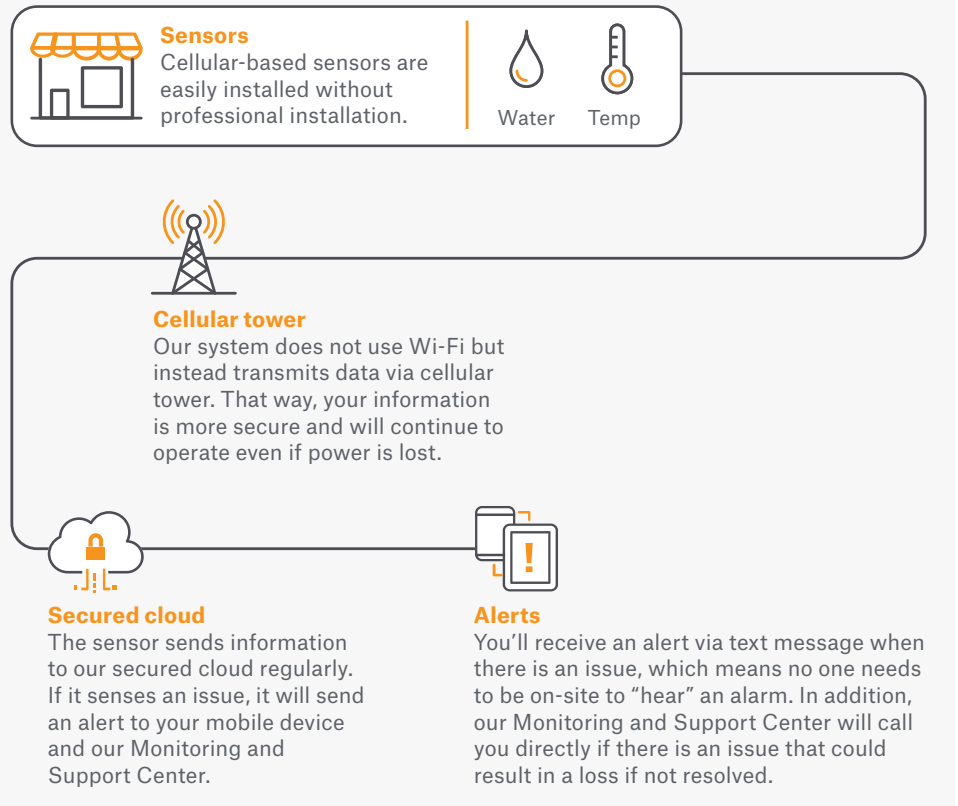 Sensors
Cellular-based sensors are
easily installed without
professional installation.
Water
Temp
Cellular tower
Our system does not use Wi-Fi but
instead transmits data via cellular
tower. That way, your information
is more secure and will continue to
operate even if power is lost.
Secured cloud
The sensor sends information
to our secured cloud regularly.
If it senses an issue, it will send
an alert to your mobile device
and our Monitoring and
Support Center.
!
Alerts
You’ll receive an alert via text message when
there is an issue, which means no one needs
to be on-site to “hear” an alarm. In addition,
our Monitoring and Support Center will call
you directly if there is an issue that could
result in a loss if not resolved.